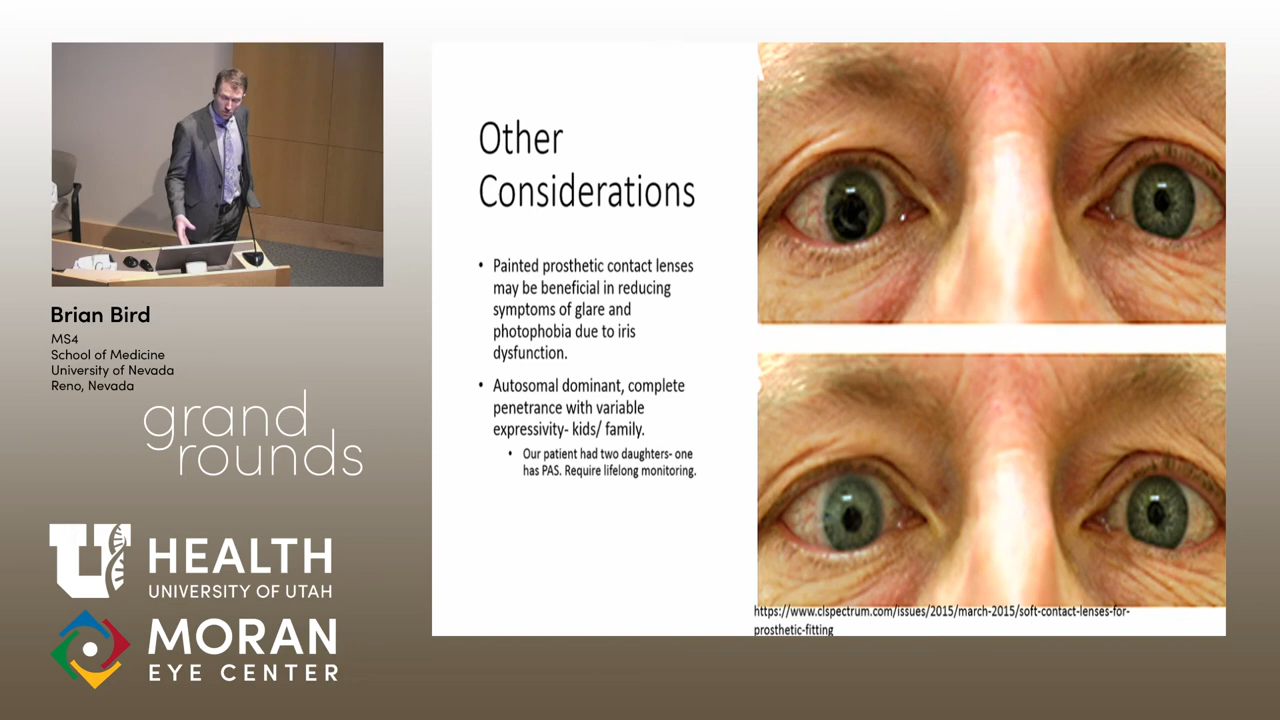 Brian Bird
MS4
School of Medicine
University of Nevada
Reno, Nevada
grand
rounds
U HEALTH
UNIVERSITY OF UTAH
MORAN
EYE CENTER
Other
Considerations
• Painted prosthetic contact lenses
may be beneficial in reducing
symptoms of glare and
photophobia due to iris
dysfunction.
• Autosomal dominant, complete
penetrance with variable
expressivity- kids/ family.
• Our patient had two daughters- one
has PAS. Require lifelong monitoring.
https://www.clspectrum.com/issues/2015/march-2015/soft-contact-lenses-for-
prosthetic-fitting